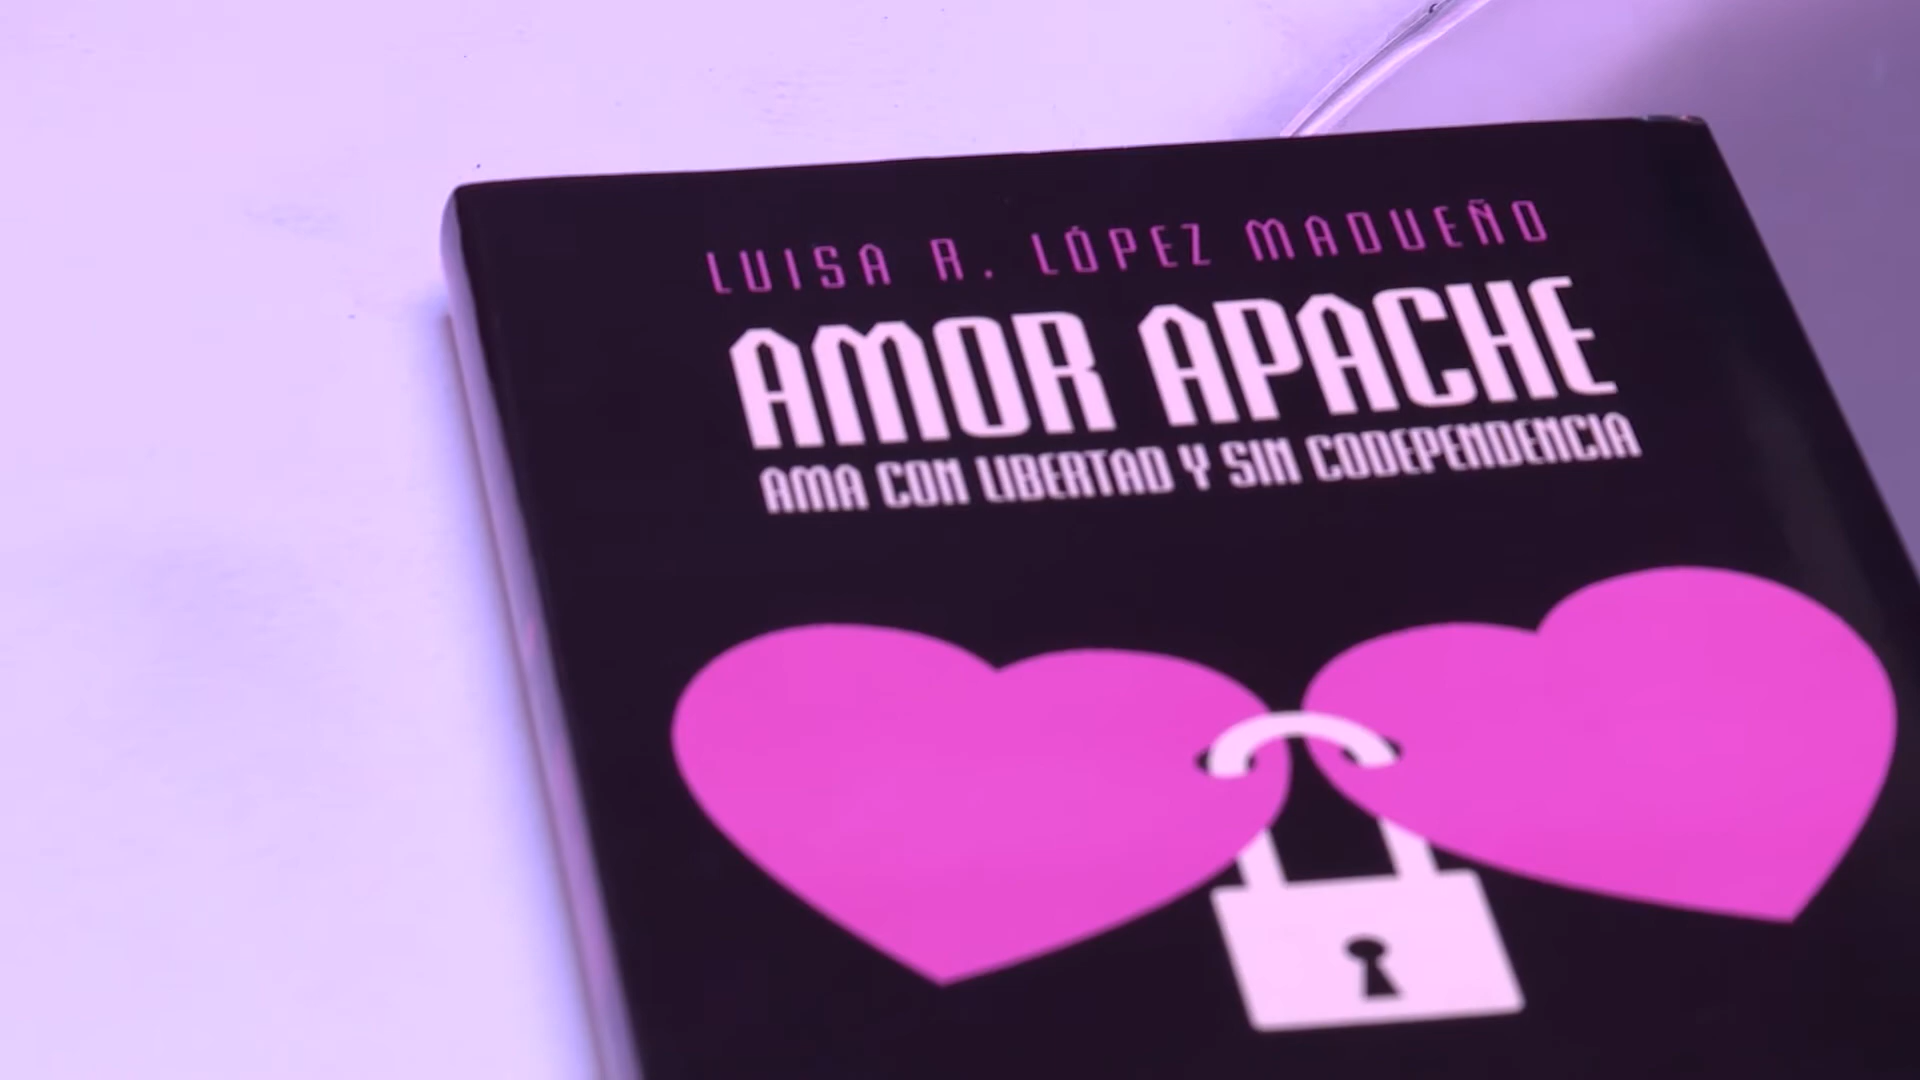 LUISA R. LÓPEZ MADUEÑO
AMOR APACHE
AMA CON LIBERTAD Y SIN CODEPENDENCIA